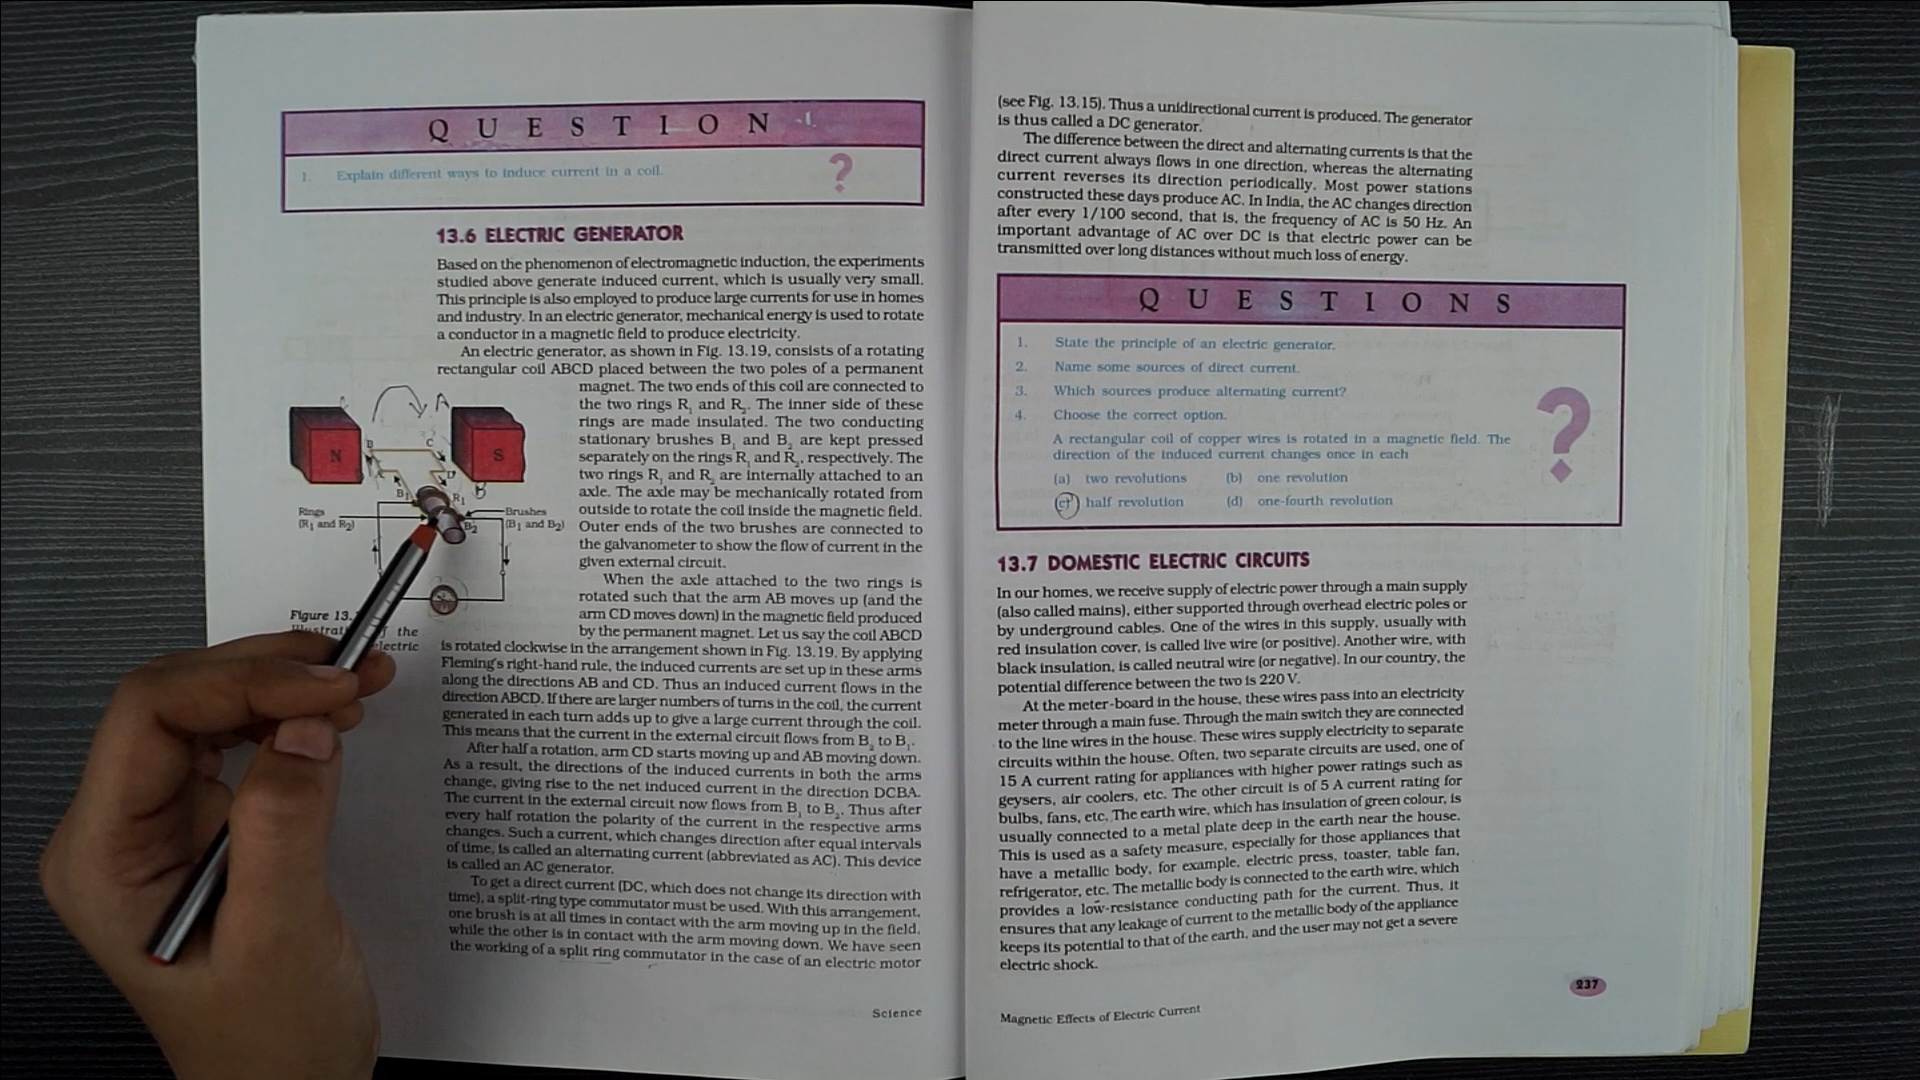 QUESTION
1. Explain different ways to induce current in a coil.
?
13.6 ELECTRIC GENERATOR
Based on the phenomenon of electromagnetic induction, the experiments
studied above generate induced current, which is usually very small.
This principle is also employed to produce large currents for use in homes
and industry. In an electric generator, mechanical energy is used to rotate
a conductor in a magnetic field to produce electricity.
An electric generator, as shown in Fig. 13.19, consists of a rotating
rectangular coil ABCD placed between the two poles of a permanent
magnet. The two ends of this coil are connected to
the two rings R₁ and R₂. The inner side of these
rings are made insulated. The two conducting
stationary brushes B₁ and B₂ are kept pressed
separately on the rings R₁ and R₂, respectively. The
two rings R₁ and R₂ are internally attached to an
axle. The axle may be mechanically rotated from
outside to rotate the coil inside the magnetic field.
Outer ends of the two brushes are connected to
the galvanometer to show the flow of current in the
given external circuit.
When the axle attached to the two rings is
rotated such that the arm AB moves up (and the
arm CD moves down) in the magnetic field produced
by the permanent magnet. Let us say the coil ABCD
is rotated clockwise in the arrangement shown in Fig. 13.19. By applying
Fleming's right-hand rule, the induced currents are set up in these arms
along the directions AB and CD. Thus an induced current flows in the
direction ABCD. If there are larger numbers of turns in the coil, the current
generated in each turn adds up to give a large current through the coil.
This means that the current in the external circuit flows from B₂ to B₁.
After half a rotation, arm CD starts moving up and AB moving down.
As a result, the directions of the induced currents in both the arms
change, giving rise to the net induced current in the direction DCBA.
The current in the external circuit now flows from B₁ to B₂. Thus after
every half rotation the polarity of the current in the respective arms
changes. Such a current, which changes direction after equal intervals
of time, is called an alternating current (abbreviated as AC). This device
is called an AC generator.
To get a direct current (DC, which does not change its direction with
time), a split-ring type commutator must be used. With this arrangement,
one brush is at all times in contact with the arm moving up in the field,
while the other is in contact with the arm moving down. We have seen
the working of a split ring commutator in the case of an electric motor
A
N
S
B
C
D
B₁
R₁
B
B₂
Rings
(R₁ and R₂)
Brushes
(B₁ and B₂)
Figure 13.
the
lectric
Science
(see Fig. 13.15). Thus a unidirectional current is produced. The generator
is thus called a DC generator.
The difference between the direct and alternating currents is that the
direct current always flows in one direction, whereas the alternating
current reverses its direction periodically. Most power stations
constructed these days produce AC. In India, the AC changes direction
after every 1/100 second, that is, the frequency of AC is 50 Hz. An
important advantage of AC over DC is that electric power can be
transmitted over long distances without much loss of energy.
QUESTIONS
1. State the principle of an electric generator.
2. Name some sources of direct current.
3. Which sources produce alternating current?
4. Choose the correct option.
A rectangular coil of copper wires is rotated in a magnetic field. The
direction of the induced current changes once in each
(a) two revolutions (b) one revolution
(c) half revolution (d) one-fourth revolution
?
13.7 DOMESTIC ELECTRIC CIRCUITS
In our homes, we receive supply of electric power through a main supply
(also called mains), either supported through overhead electric poles or
by underground cables. One of the wires in this supply, usually with
red insulation cover, is called live wire (or positive). Another wire, with
black insulation, is called neutral wire (or negative). In our country, the
potential difference between the two is 220 V.
At the meter-board in the house, these wires pass into an electricity
meter through a main fuse. Through the main switch they are connected
to the line wires in the house. These wires supply electricity to separate
circuits within the house. Often, two separate circuits are used, one of
15 A current rating for appliances with higher power ratings such as
geysers, air coolers, etc. The other circuit is of 5 A current rating for
bulbs, fans, etc. The earth wire, which has insulation of green colour, is
usually connected to a metal plate deep in the earth near the house.
This is used as a safety measure, especially for those appliances that
have a metallic body, for example, electric press, toaster, table fan,
refrigerator, etc. The metallic body is connected to the earth wire, which
provides a low-resistance conducting path for the current. Thus, it
ensures that any leakage of current to the metallic body of the appliance
keeps its potential to that of the earth, and the user may not get a severe
electric shock.
Magnetic Effects of Electric Current
237